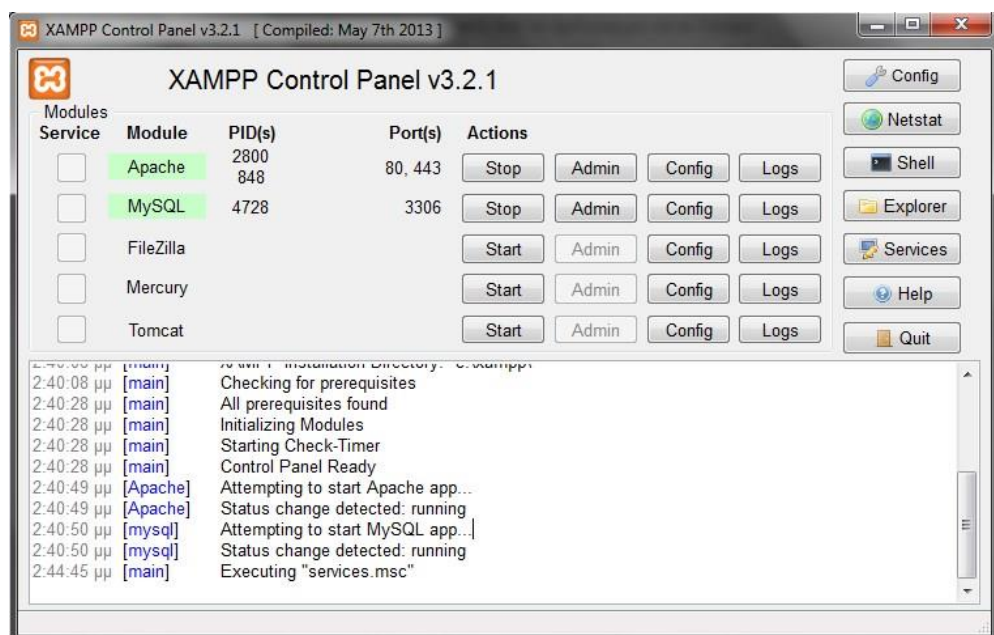 XAMPP Control Panel v3.2.1 [ Compiled: May 7th 2013 ]
XAMPP Control Panel v3.2.1
Config
Netstat
Shell
Explorer
Services
Help
Quit
Modules
Service Module PID(s) Port(s) Actions
Apache 2800 848 80, 443 Stop Admin Config Logs
MySQL 4728 3306 Stop Admin Config Logs
FileZilla Start Admin Config Logs
Mercury Start Admin Config Logs
Tomcat Start Admin Config Logs
[main] XAMPP Installation Directory: "c:\xampp\"
2:40:08 μμ [main] Checking for prerequisites
2:40:28 μμ [main] All prerequisites found
2:40:28 μμ [main] Initializing Modules
2:40:28 μμ [main] Starting Check-Timer
2:40:28 μμ [main] Control Panel Ready
2:40:49 μμ [Apache] Attempting to start Apache app...
2:40:49 μμ [Apache] Status change detected: running
2:40:50 μμ [mysql] Attempting to start MySQL app...
2:40:50 μμ [mysql] Status change detected: running
2:44:45 μμ [main] Executing "services.msc"